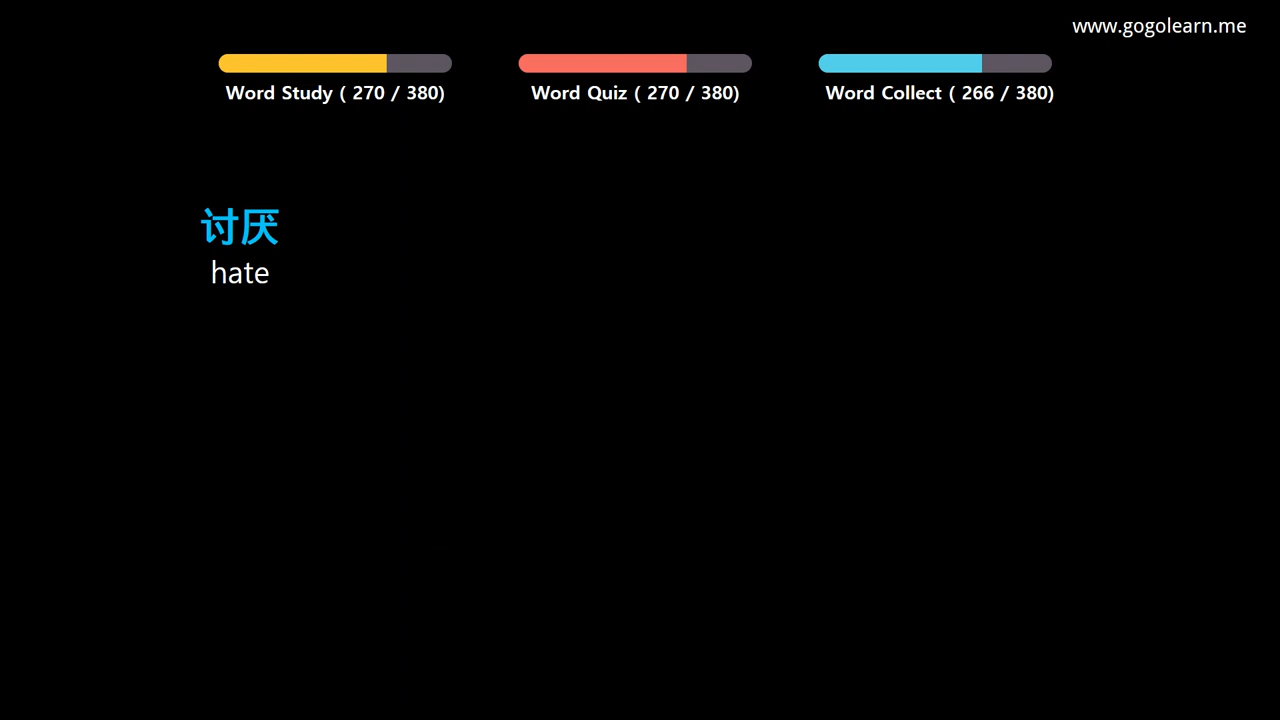 www.gogolearn.me
Word Study ( 270 / 380)
Word Quiz ( 270 / 380)
Word Collect ( 266 / 380)
讨厌
hate